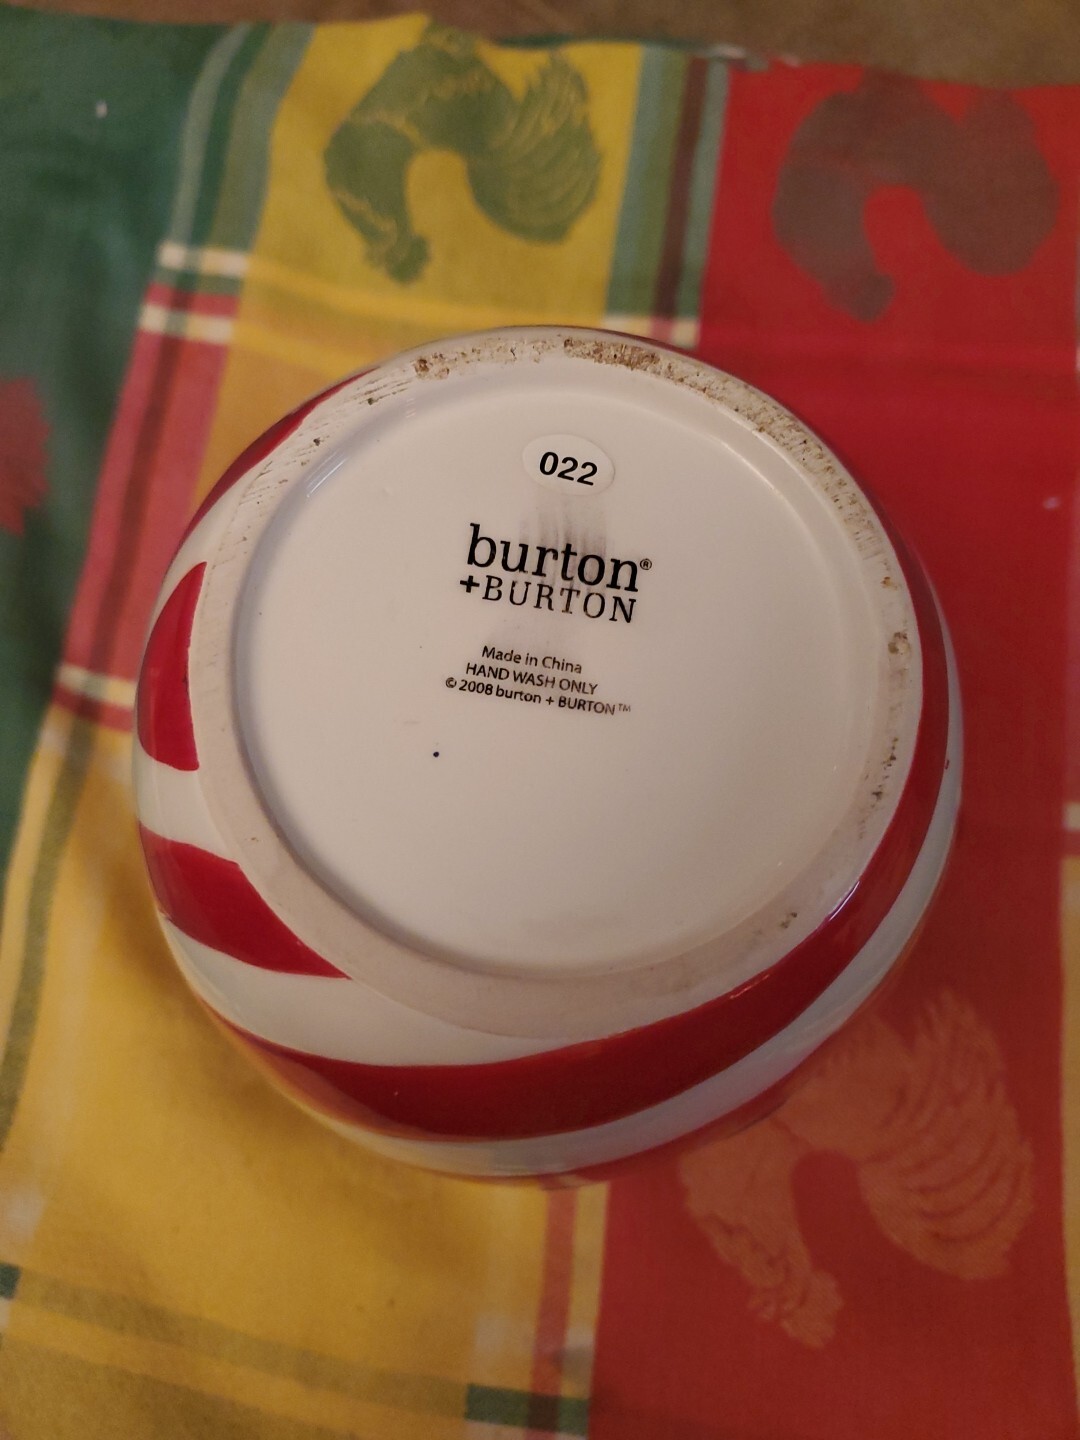 022
burton®
+BURTON
Made in China
HAND WASH ONLY
© 2008 burton + BURTON™